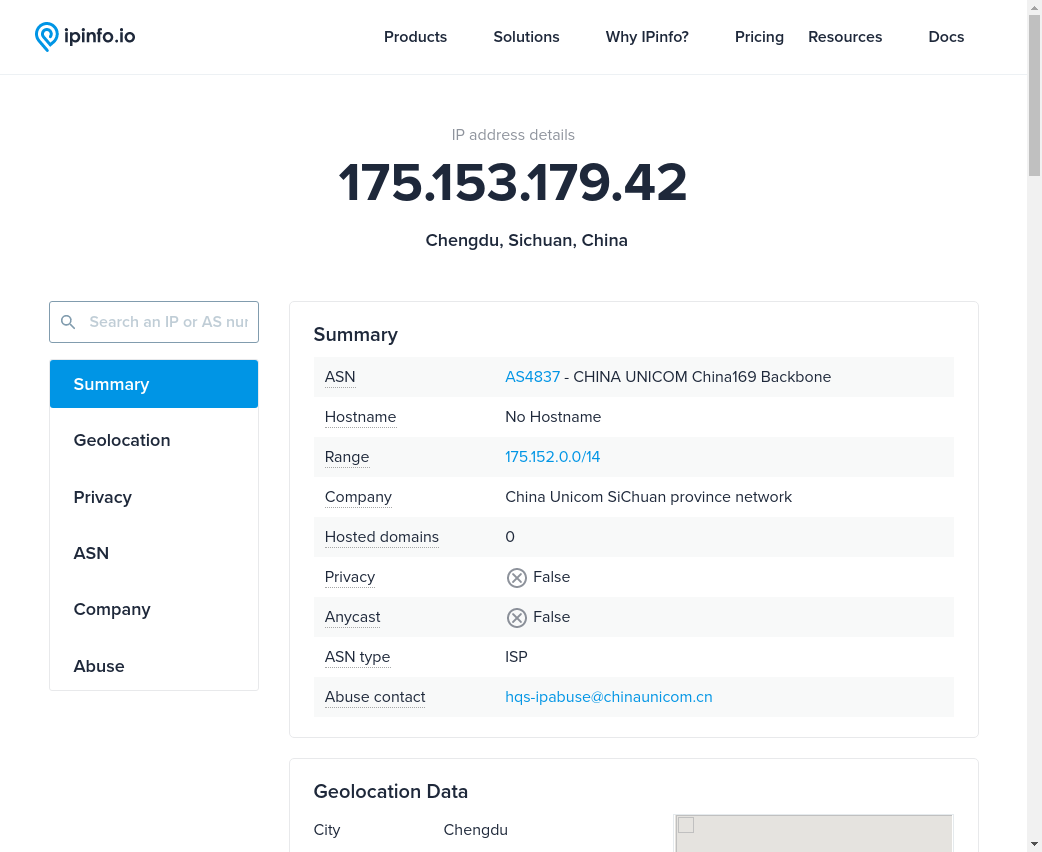 ipinfo.io
Products Solutions Why IPinfo? Pricing Resources Docs
IP address details
175.153.179.42
Chengdu, Sichuan, China
Search an IP or AS nur
Summary
Geolocation
Privacy
ASN
Company
Abuse
Summary
ASN AS4837 - CHINA UNICOM China169 Backbone
Hostname No Hostname
Range 175.152.0.0/14
Company China Unicom SiChuan province network
Hosted domains 0
Privacy False
Anycast False
ASN type ISP
Abuse contact hqs-ipabuse@chinaunicom.cn
Geolocation Data
City Chengdu